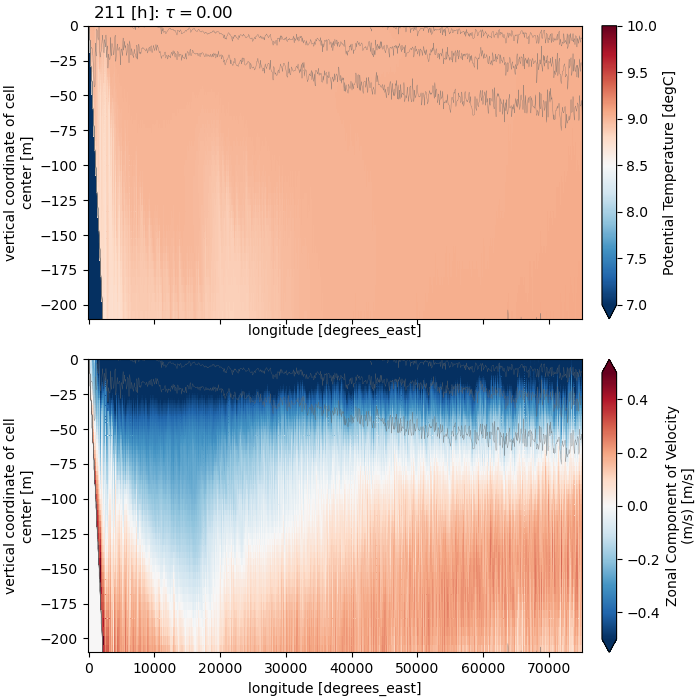 211 [h]: τ = 0.00
0
−25
−50
−75
−100
−125
−150
−175
−200
vertical coordinate of cell
center [m]
longitude [degrees_east]
10.0
9.5
9.0
8.5
8.0
7.5
7.0
Potential Temperature [degC]
0
−25
−50
−75
−100
−125
−150
−175
−200
vertical coordinate of cell
center [m]
0 10000 20000 30000 40000 50000 60000 70000
longitude [degrees_east]
0.4
0.2
0.0
−0.2
−0.4
Zonal Component of Velocity
(m/s) [m/s]